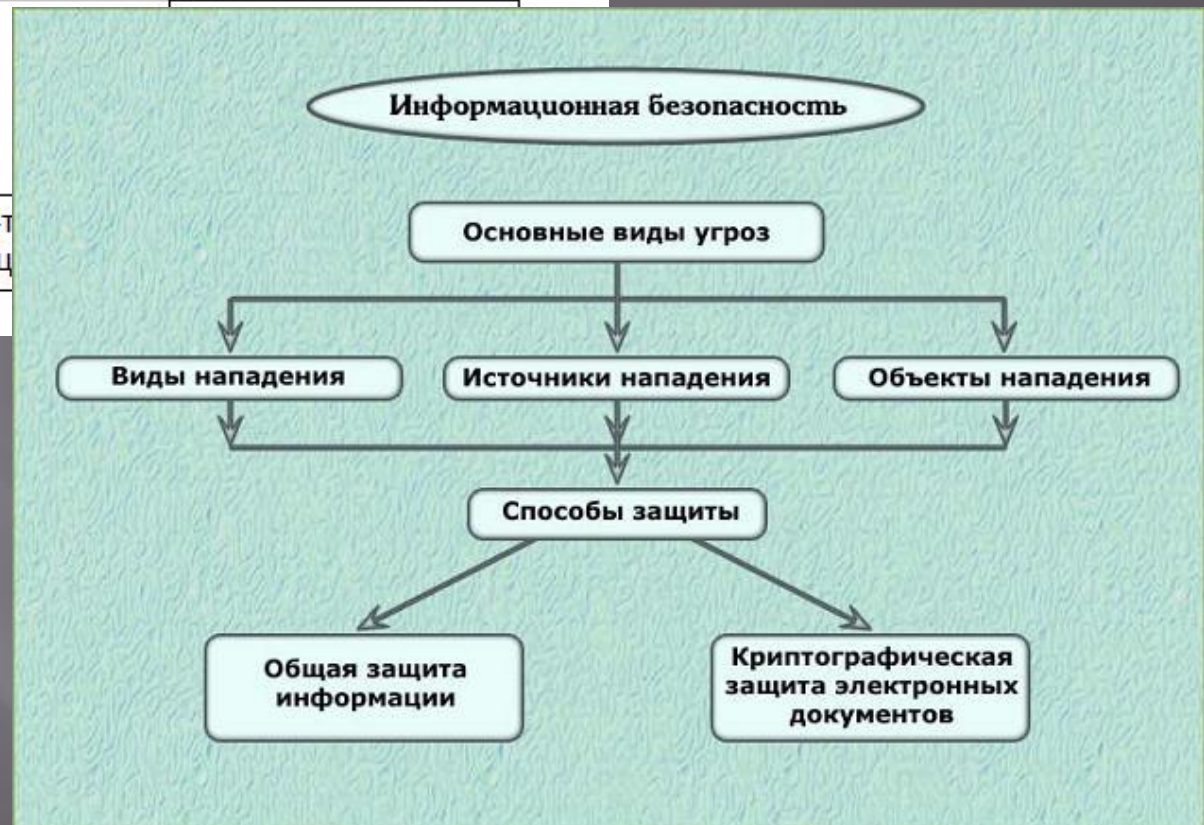 Информационная безопасность
Основные виды угроз
Виды нападения
Источники нападения
Объекты нападения
Способы защиты
Общая защита
информации
Криптографическая
защита электронных
документов